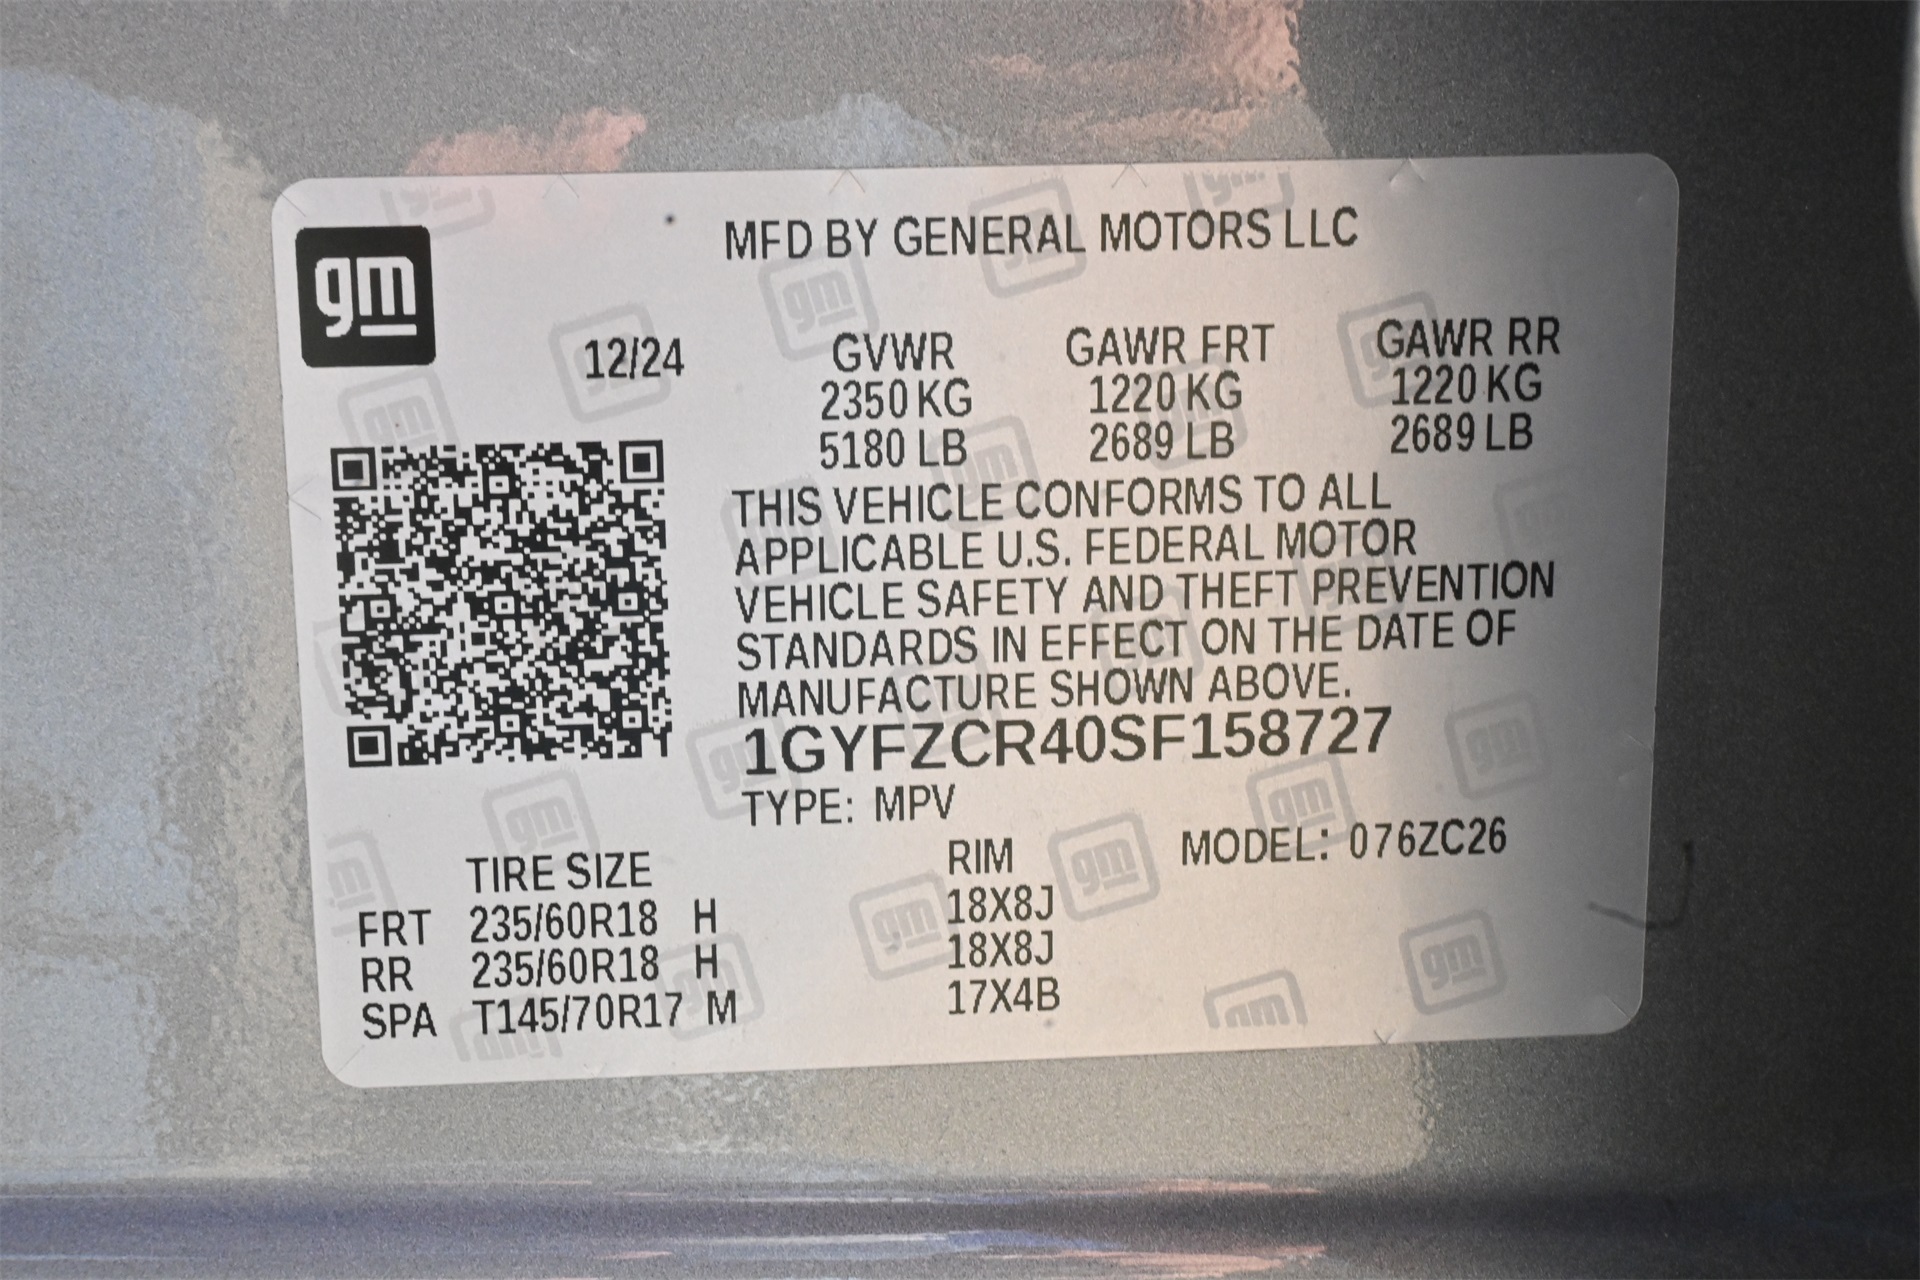 gm
MFD BY GENERAL MOTORS LLC
12/24
GVWR GAWR FRT GAWR RR
2350 KG 1220 KG 1220 KG
5180 LB 2689 LB 2689 LB
THIS VEHICLE CONFORMS TO ALL
APPLICABLE U.S. FEDERAL MOTOR
VEHICLE SAFETY AND THEFT PREVENTION
STANDARDS IN EFFECT ON THE DATE OF
MANUFACTURE SHOWN ABOVE.
1GYFZCR40SF158727
TYPE: MPV
MODEL: 076ZC26
TIRE SIZE RIM
FRT 235/60R18 H 18X8J
RR 235/60R18 H 18X8J
SPA T145/70R17 M 17X4B